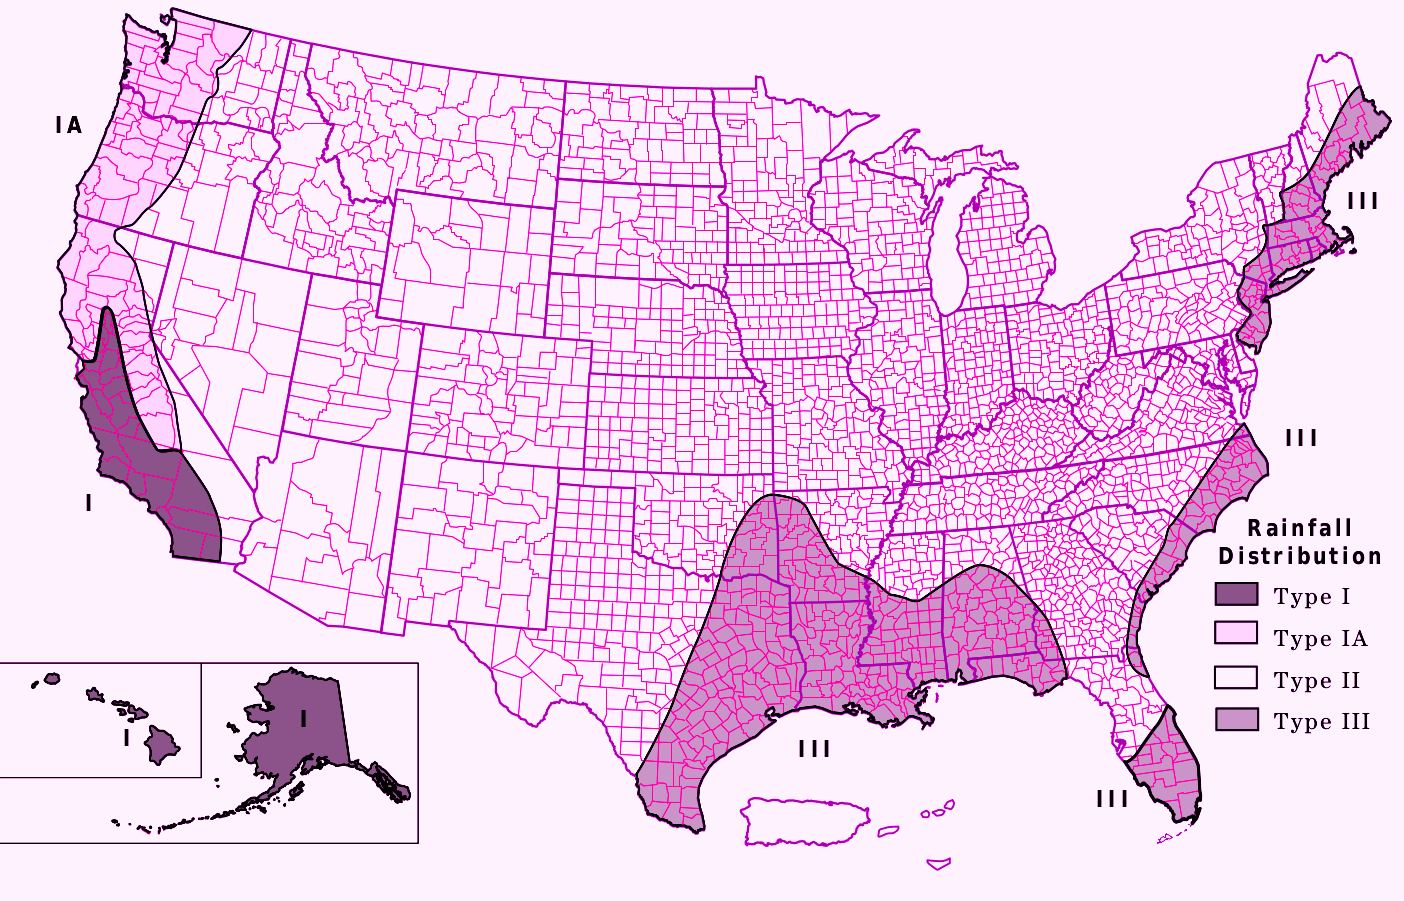 IA
III
III
I
Rainfall
Distribution
Type I
Type IA
Type II
Type III
I
I
III
III